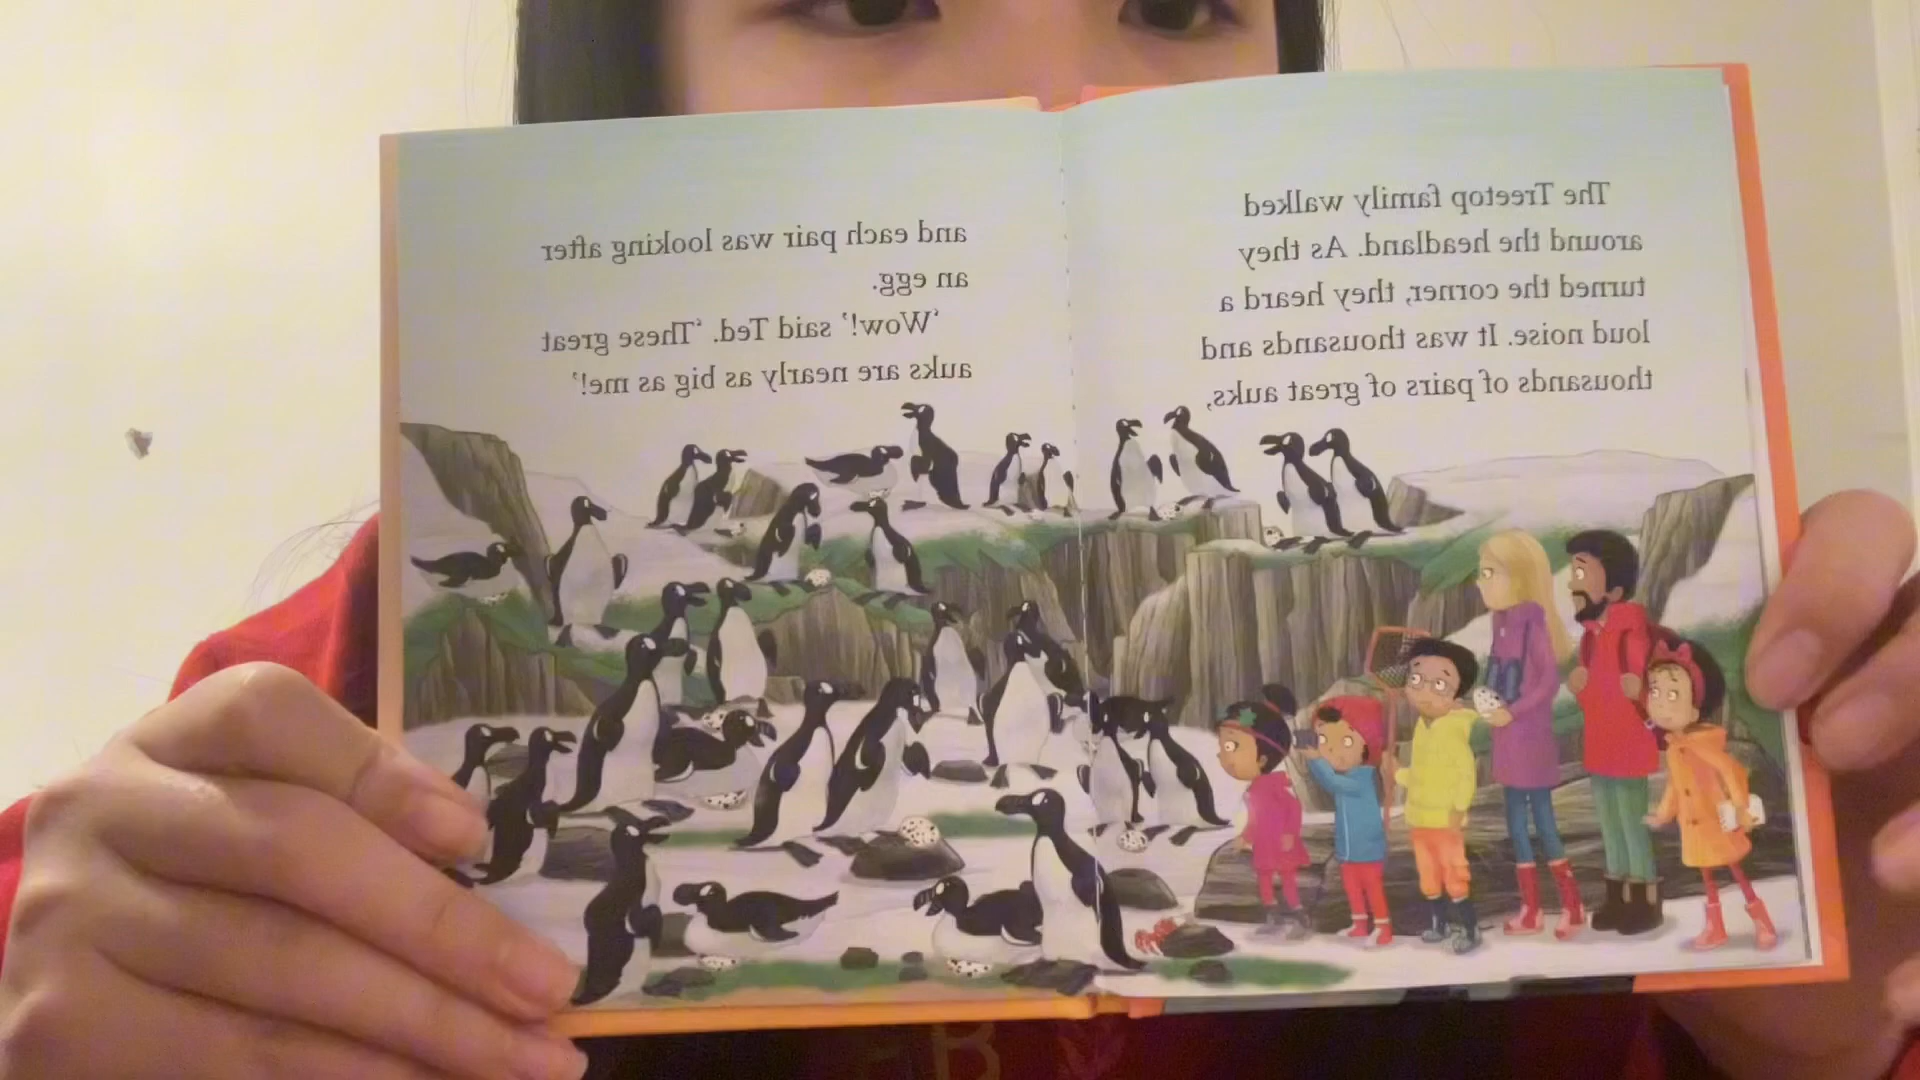 The Treetop family walked
around the headland. As they
turned the corner, they heard a
loud noise. It was thousands and
thousands of pairs of great auks,
and each pair was looking after
an egg.
‘Wow!’ said Ted. ‘These great
auks are nearly as big as me!’
B